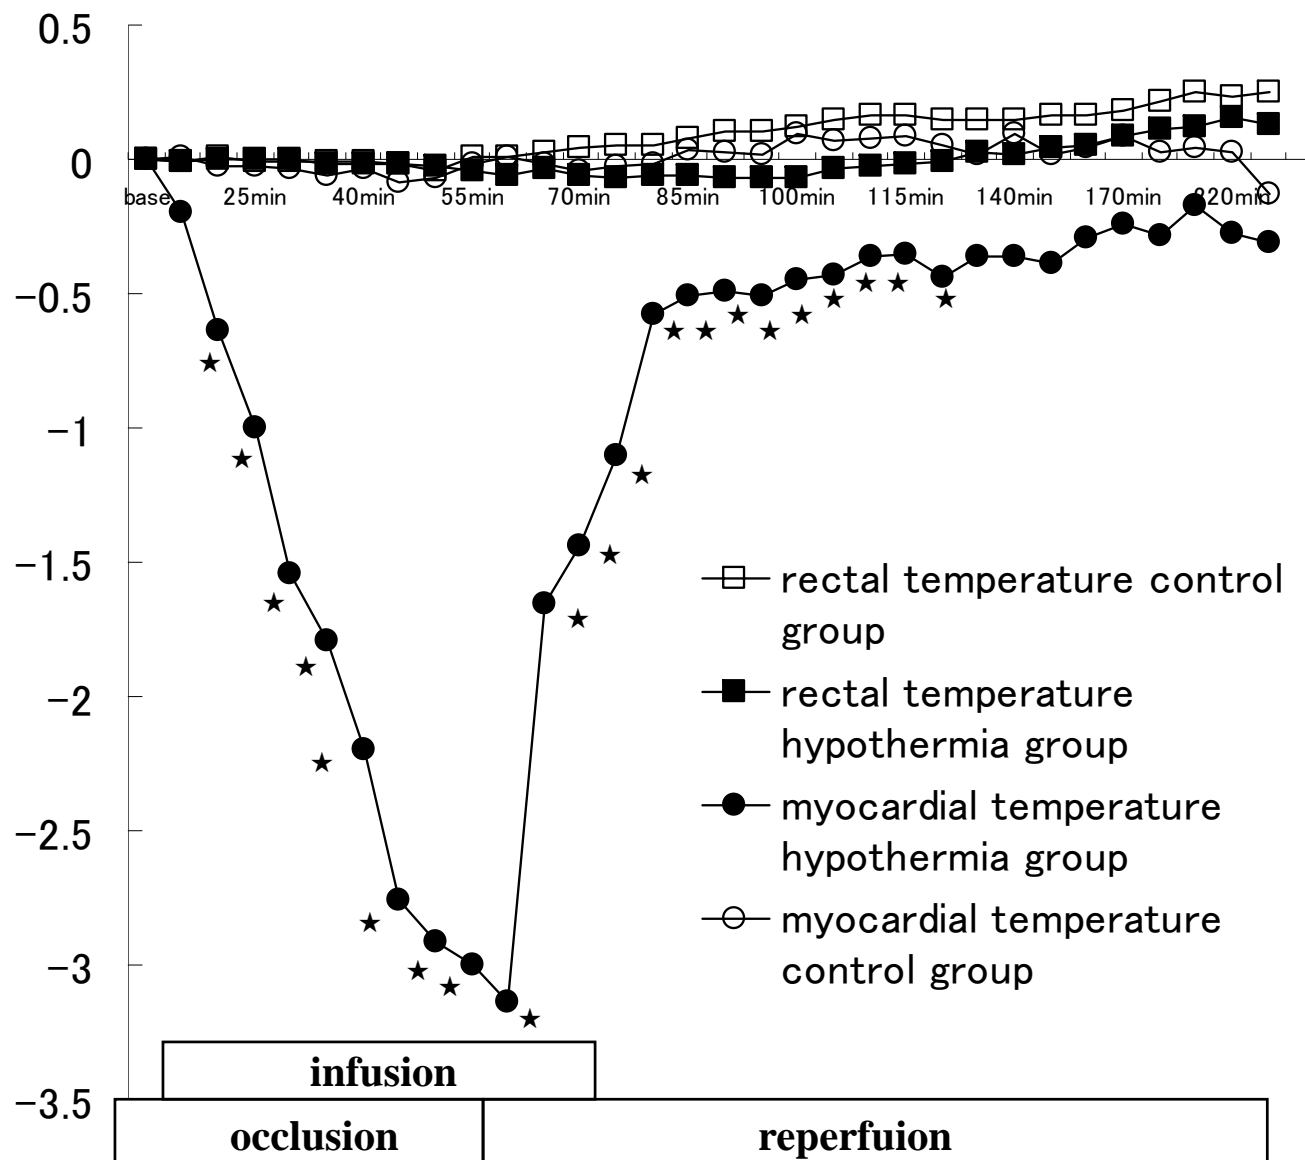 0.5
0
base 25min 40min 55min 70min 85min 100min 115min 140min 170min 220min
−0.5
−1
−1.5
−2
−2.5
−3
−3.5
rectal temperature control
group
rectal temperature
hypothermia group
myocardial temperature
hypothermia group
myocardial temperature
control group
infusion
occlusion
reperfuion